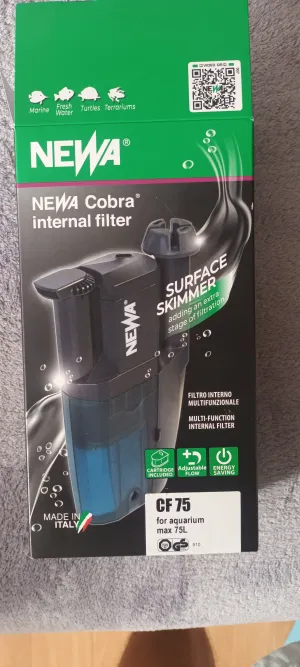 Marine
Fresh Water
Turtles
Terrariums
NEWA®
NEWA Cobra®
internal filter
SURFACE
SKIMMER
adding an extra
stage of filtration
NEWA
FILTRO INTERNO
MULTIFUNZIONALE
MULTI-FUNCTION
INTERNAL FILTER
CARTRIDGE
INCLUDED
Adjustable
FLOW
ENERGY
SAVING
MADE IN
ITALY
CF 75
for aquarium
max 75L